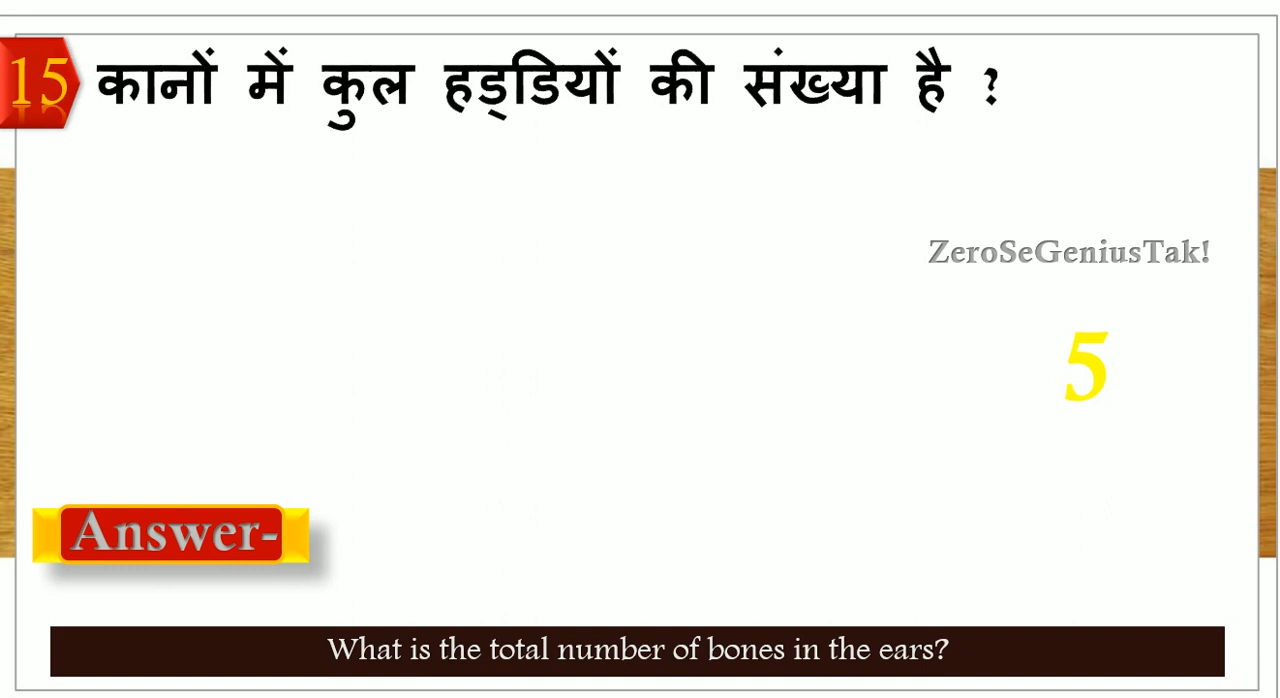 15 कानों में कुल हड्डियों की संख्या है ?
ZeroSeGeniusTak!
5
Answer-
What is the total number of bones in the ears?